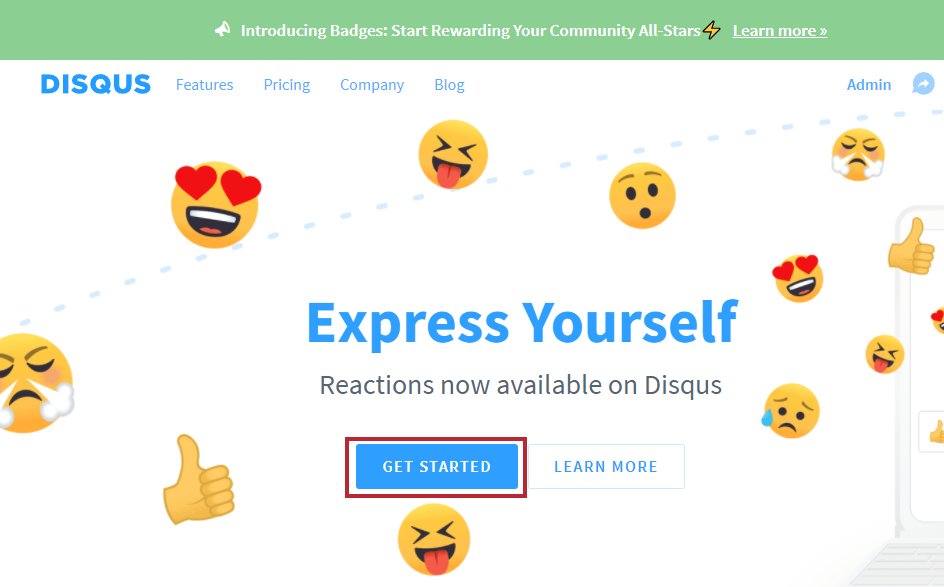 Introducing Badges: Start Rewarding Your Community All-Stars⚡ Learn more »
DISQUS Features Pricing Company Blog Admin
Express Yourself
Reactions now available on Disqus
GET STARTED LEARN MORE